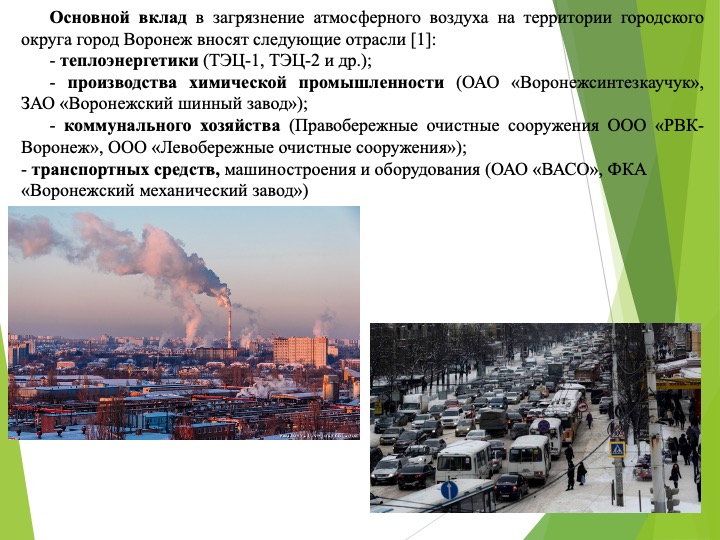 Основной вклад в загрязнение атмосферного воздуха на территории городского
округа город Воронеж вносят следующие отрасли [1]:
- теплоэнергетики (ТЭЦ-1, ТЭЦ-2 и др.);
- производства химической промышленности (ОАО «Воронежсинтезкаучук»,
ЗАО «Воронежский шинный завод»);
- коммунального хозяйства (Правобережные очистные сооружения ООО «РВК-
Воронеж», ООО «Левобережные очистные сооружения»);
- транспортных средств, машиностроения и оборудования (ОАО «ВАСО», ФКА
«Воронежский механический завод»)